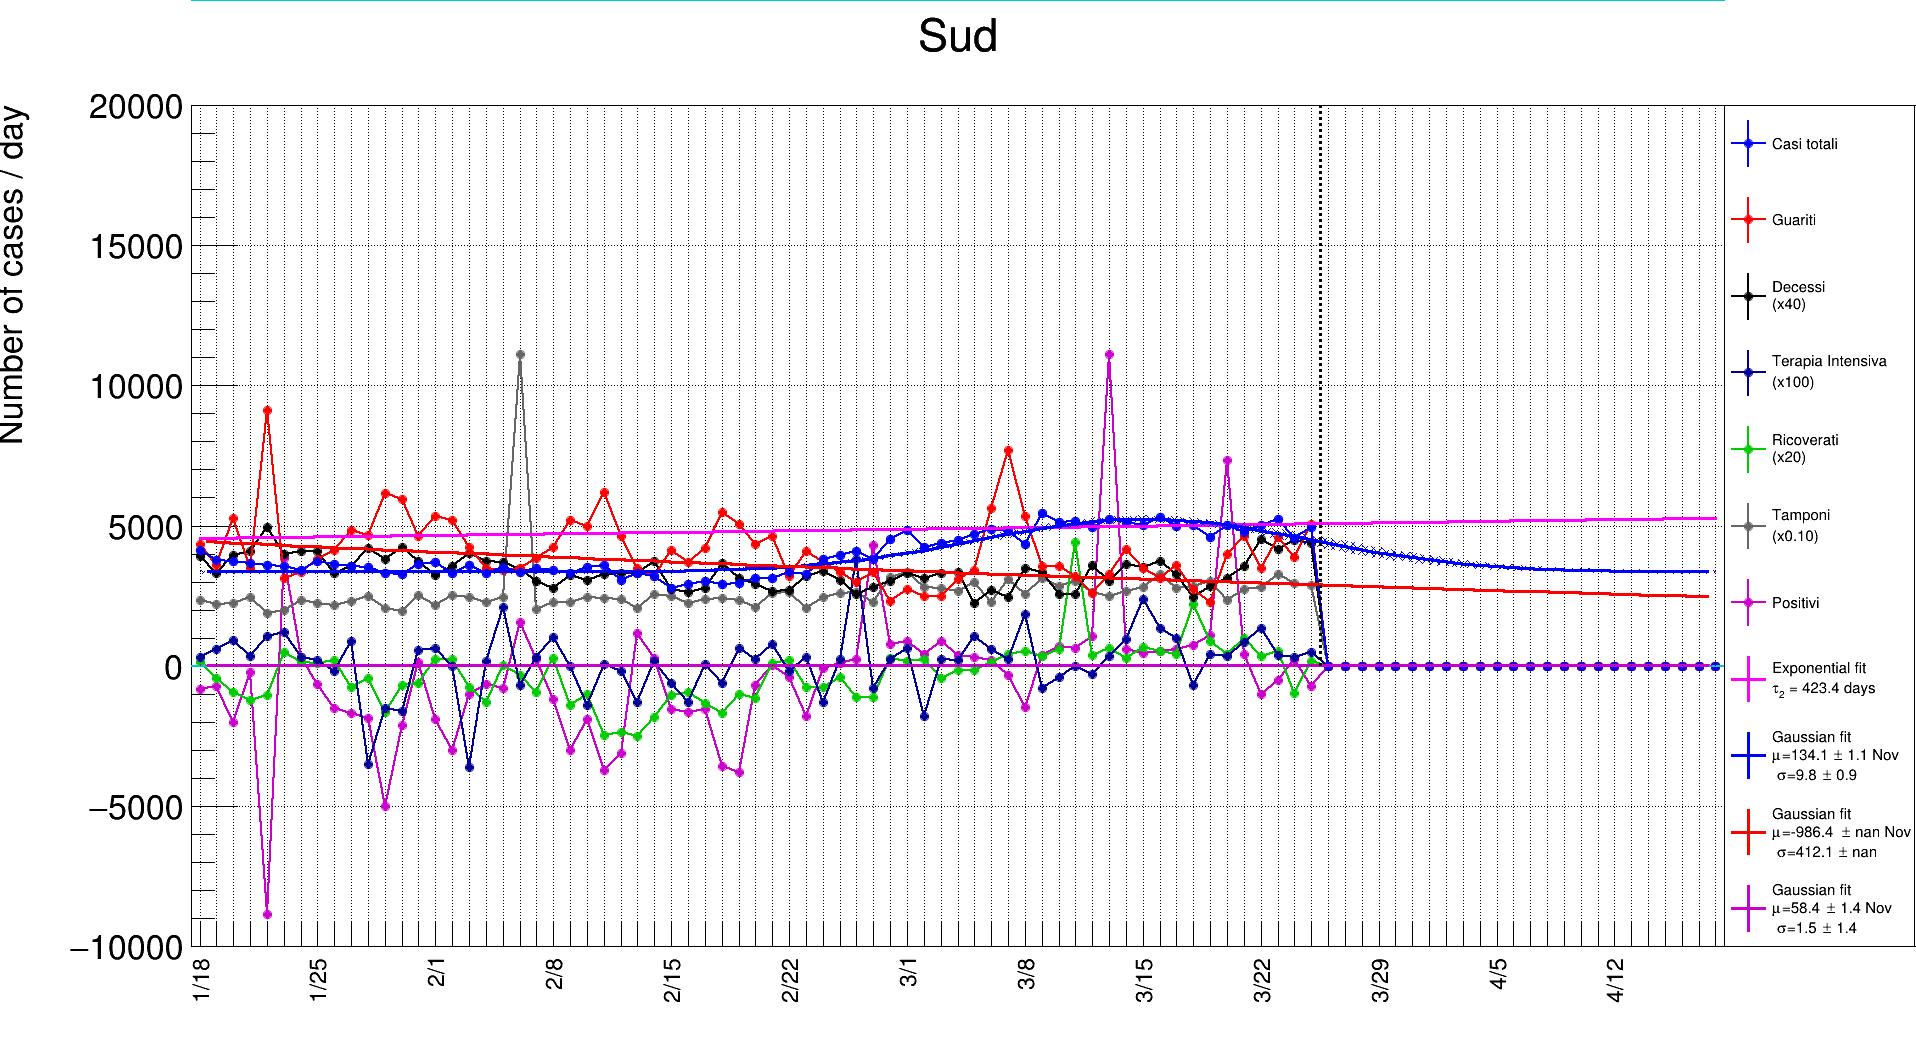 Sud
Number of cases / day
20000
15000
10000
5000
0
−5000
−10000
1/18
1/25
2/1
2/8
2/15
2/22
3/1
3/8
3/15
3/22
3/29
4/5
4/12
Casi totali
Guariti
Decessi
(x40)
Terapia Intensiva
(x100)
Ricoverati
(x20)
Tamponi
(x0.10)
Positivi
Exponential fit
τ2 = 423.4 days
Gaussian fit
μ=134.1 ± 1.1 Nov
σ=9.8 ± 0.9
Gaussian fit
μ=-986.4 ± nan Nov
σ=412.1 ± nan
Gaussian fit
μ=58.4 ± 1.4 Nov
σ=1.5 ± 1.4